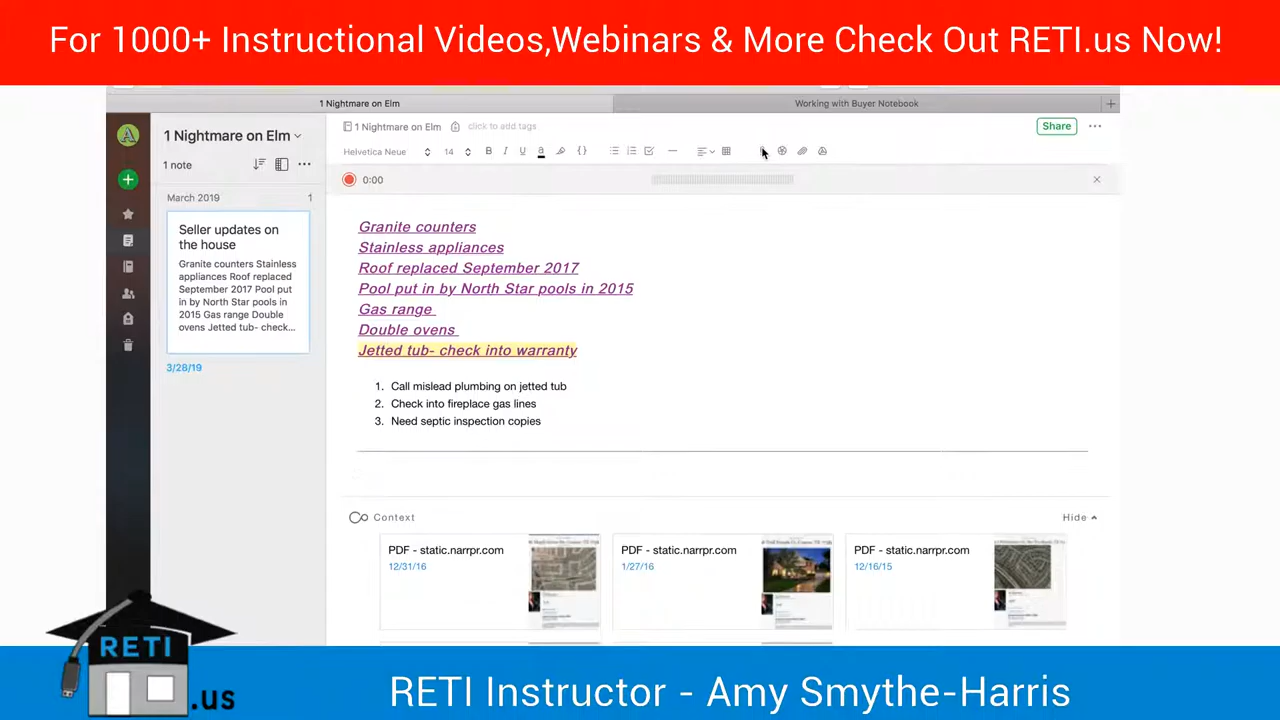 For 1000+ Instructional Videos,Webinars & More Check Out RETI.us Now!
1 Nightmare on Elm
Working with Buyer Notebook
1 Nightmare on Elm
1 note
March 2019 1
Seller updates on
the house
Granite counters Stainless
appliances Roof replaced
September 2017 Pool put
in by North Star pools in
2015 Gas range Double
ovens Jetted tub- check...
3/28/19
1 Nightmare on Elm click to add tags
Share
Helvetica Neue 14 B I U a {}
0:00
Granite counters
Stainless appliances
Roof replaced September 2017
Pool put in by North Star pools in 2015
Gas range
Double ovens
Jetted tub- check into warranty
1. Call mislead plumbing on jetted tub
2. Check into fireplace gas lines
3. Need septic inspection copies
Context
Hide
PDF - static.narrpr.com
12/31/16
PDF - static.narrpr.com
1/27/16
PDF - static.narrpr.com
12/16/15
RETI
.us
RETI Instructor - Amy Smythe-Harris